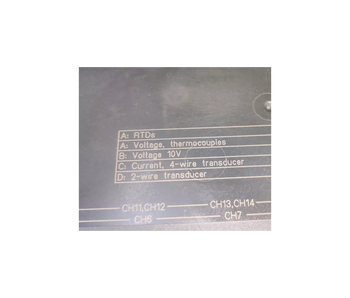 A: RTDs
A: Voltage, thermocouples
B: Voltage 10V
C: Current, 4-wire transducer
D: 2-wire transducer
CH11,CH12 CH13,CH14
CH6 CH7